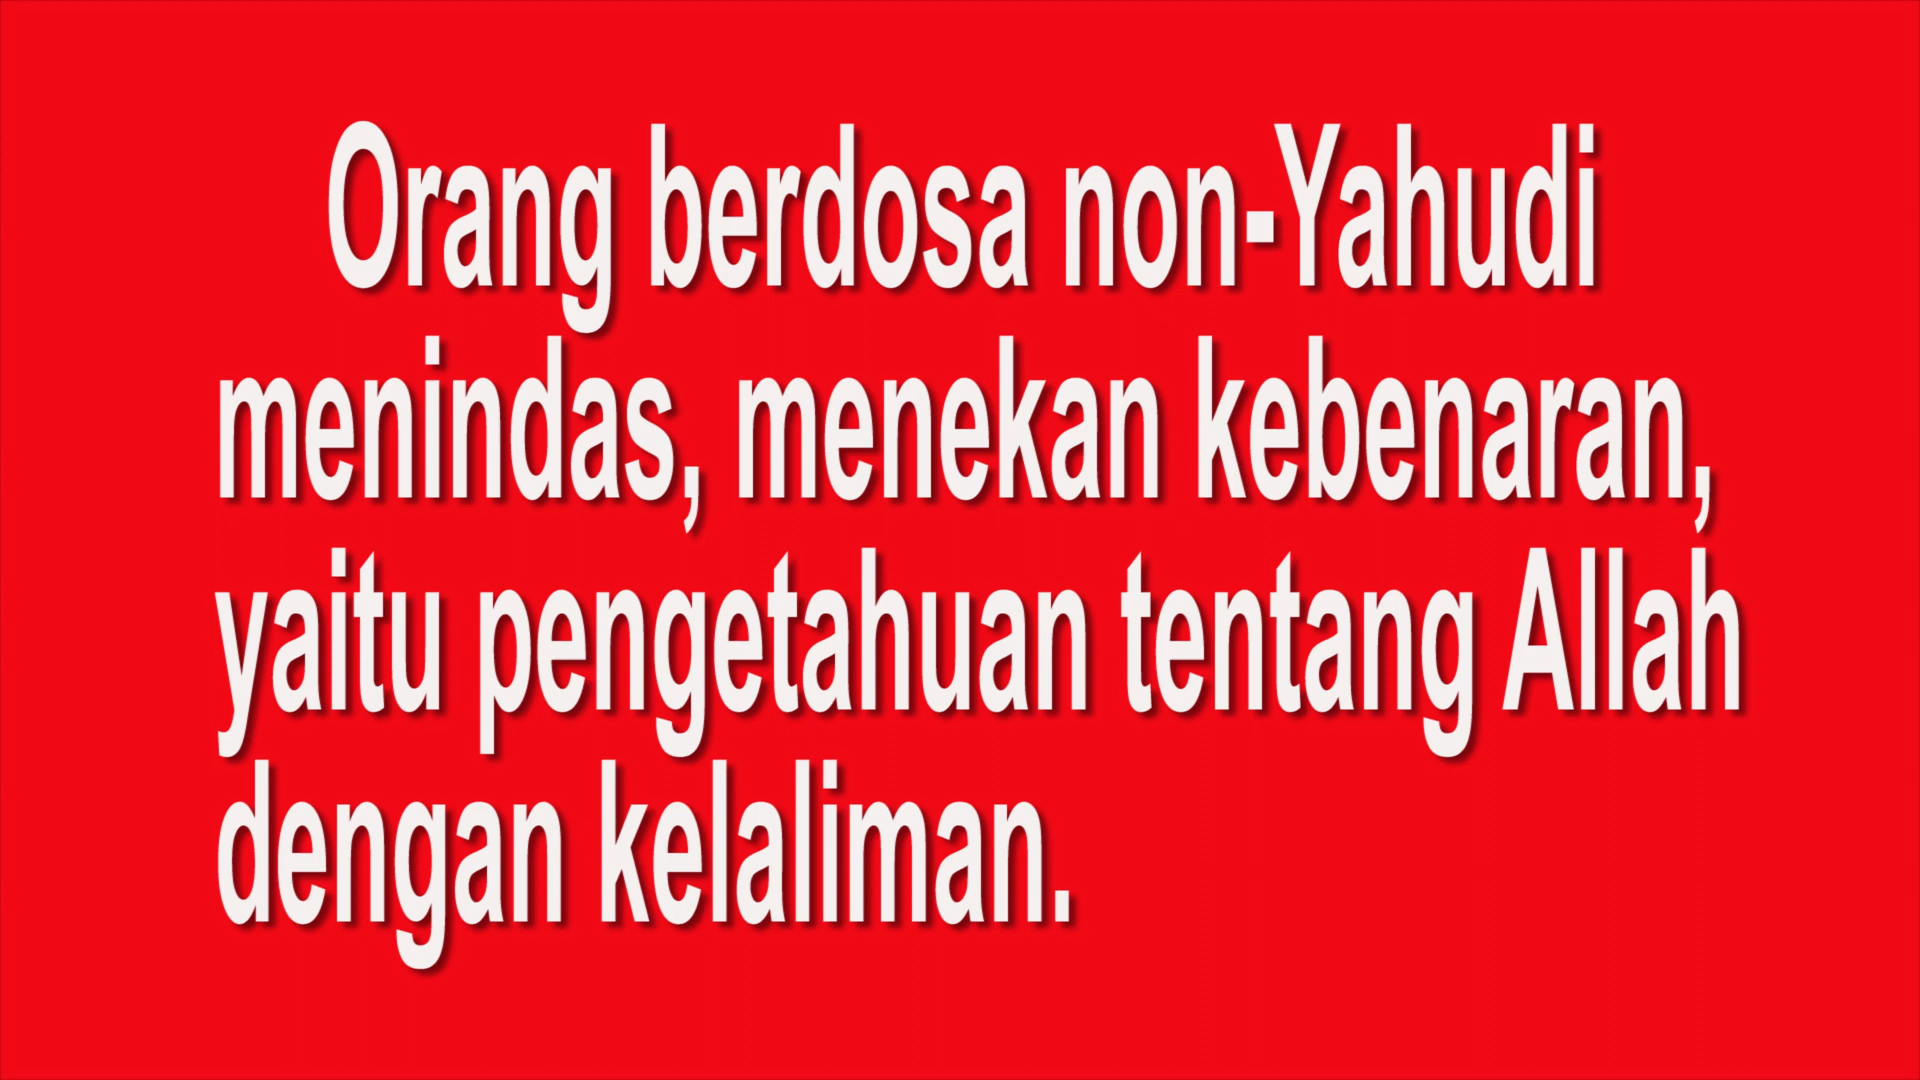 Orang berdosa non-Yahudi
menindas, menekan kebenaran,
yaitu pengetahuan tentang Allah
dengan kelaliman.